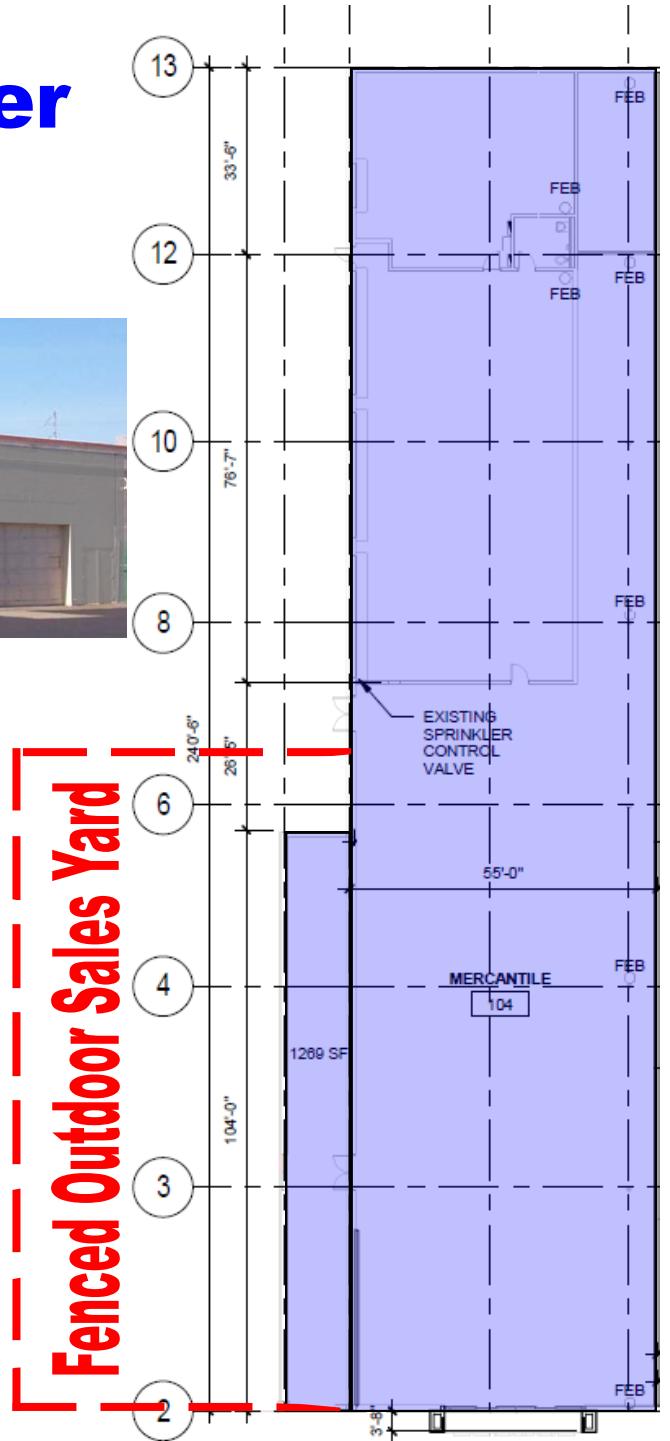 er
13
33'-6"
FEB
FEB
12
FEB
FEB
10
76'-7"
8
FEB
EXISTING
SPRINKLER
CONTROL
VALVE
240'-6"
6
55'-0"
Fenced Outdoor Sales Yard
4
MERCANTILE
FEB
104
1269 SF
104'-0"
3
2
FEB
3'-8"